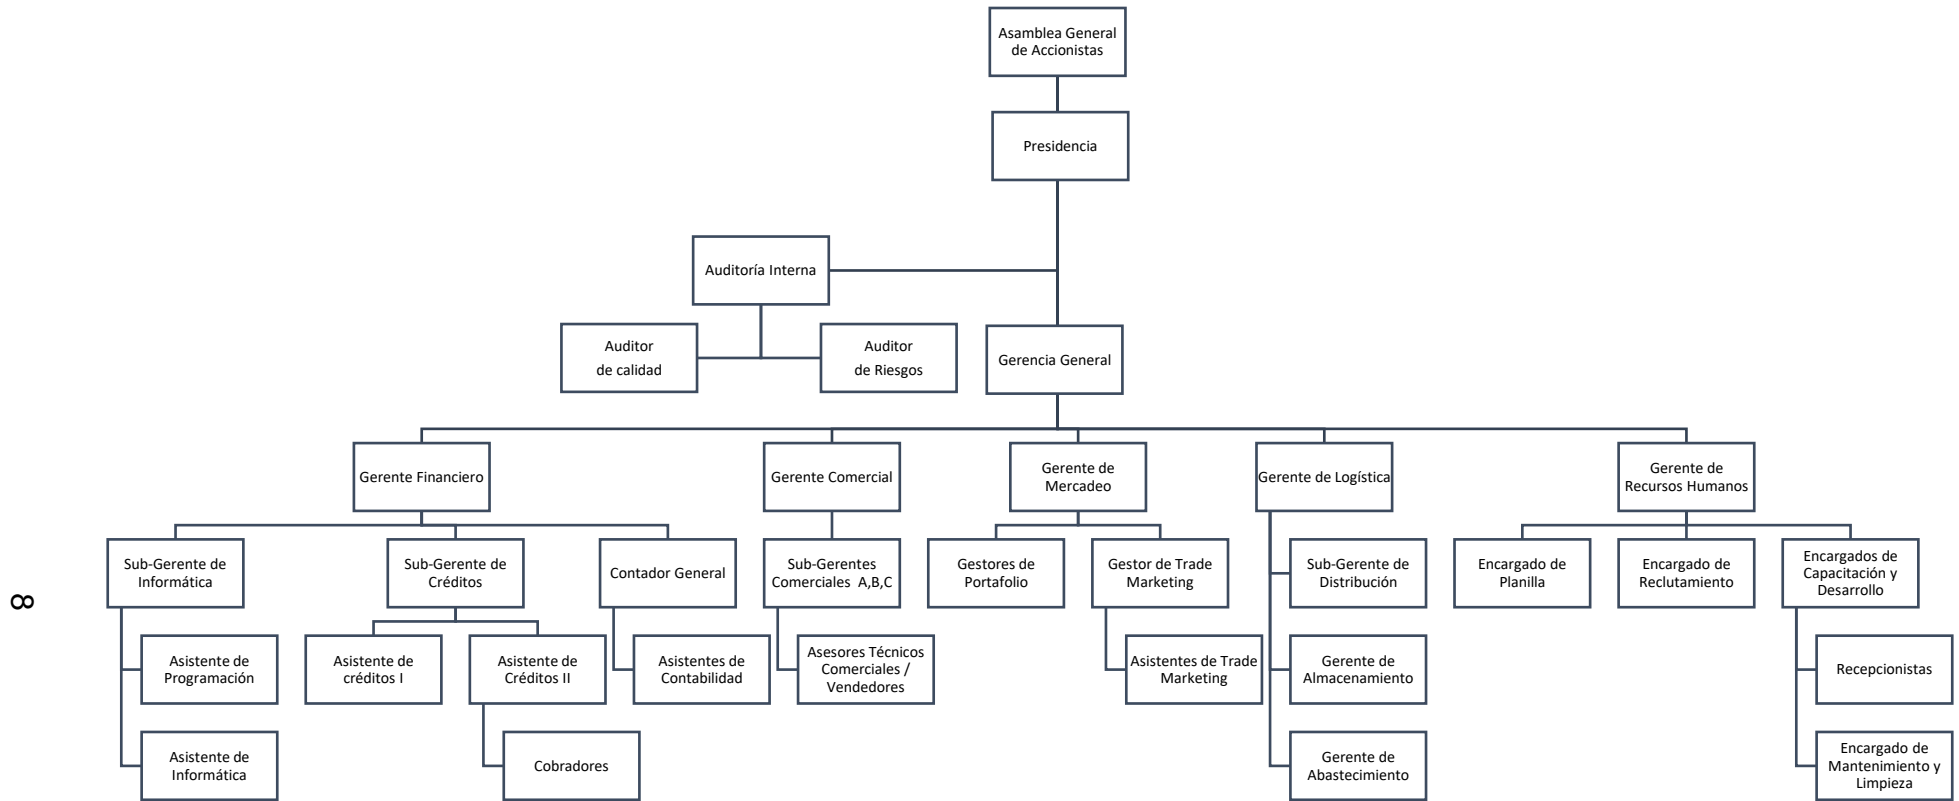 Asamblea General
de Accionistas
Presidencia
Auditoría Interna
Auditor
de calidad
Auditor
de Riesgos
Gerencia General
Gerente Financiero
Gerente Comercial
Gerente de
Mercadeo
Gerente de Logística
Gerente de
Recursos Humanos
Sub-Gerente de
Informática
Sub-Gerente de
Créditos
Contador General
Sub-Gerentes
Comerciales A,B,C
Gestores de
Portafolio
Gestor de Trade
Marketing
Sub-Gerente de
Distribución
Encargado de
Planilla
Encargado de
Reclutamiento
Encargados de
Capacitación y
Desarrollo
Asistente de
Programación
Asistente de
créditos I
Asistente de
Créditos II
Asistentes de
Contabilidad
Asesores Técnicos
Comerciales /
Vendedores
Asistentes de Trade
Marketing
Gerente de
Almacenamiento
Recepcionistas
Asistente de
Informática
Cobradores
Gerente de
Abastecimiento
Encargado de
Mantenimiento y
Limpieza
8